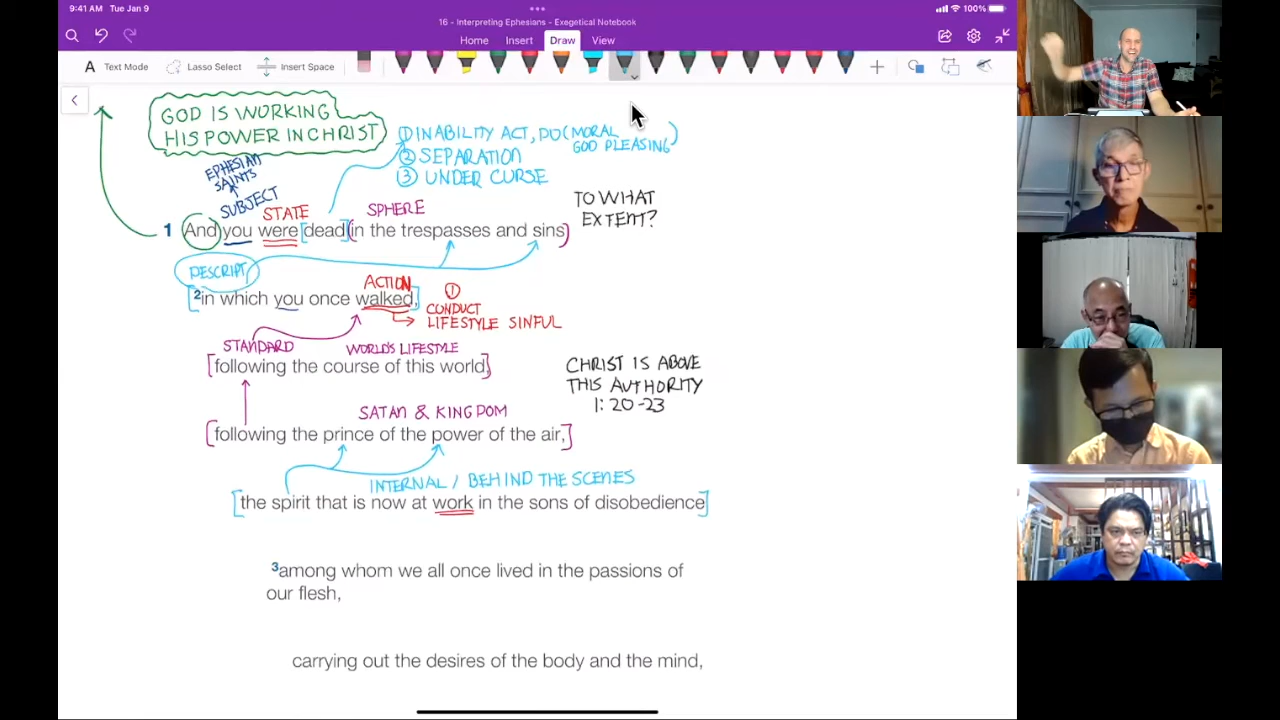 9:41 AM Tue Jan 9
100%
16 - Interpreting Ephesians - Exegetical Notebook
Home Insert Draw View
A Text Mode Lasso Select Insert Space
GOD IS WORKING
HIS POWER IN CHRIST
① INABILITY ACT, DO (MORAL
GOD PLEASING)
② SEPARATION
③ UNDER CURSE
EPHESIAN
SAINTS
SUBJECT
STATE
SPHERE
TO WHAT
EXTENT?
1 And you were [dead] (in the trespasses and sins)
DESCRIPT
ACTION
①
CONDUCT
LIFESTYLE SINFUL
[2in which you once walked,]
STANDARD
WORLD'S LIFESTYLE
[following the course of this world,]
CHRIST IS ABOVE
THIS AUTHORITY
1:20-23
SATAN & KINGDOM
[following the prince of the power of the air,]
INTERNAL / BEHIND THE SCENES
[the spirit that is now at work in the sons of disobedience]
3among whom we all once lived in the passions of
our flesh,
carrying out the desires of the body and the mind,